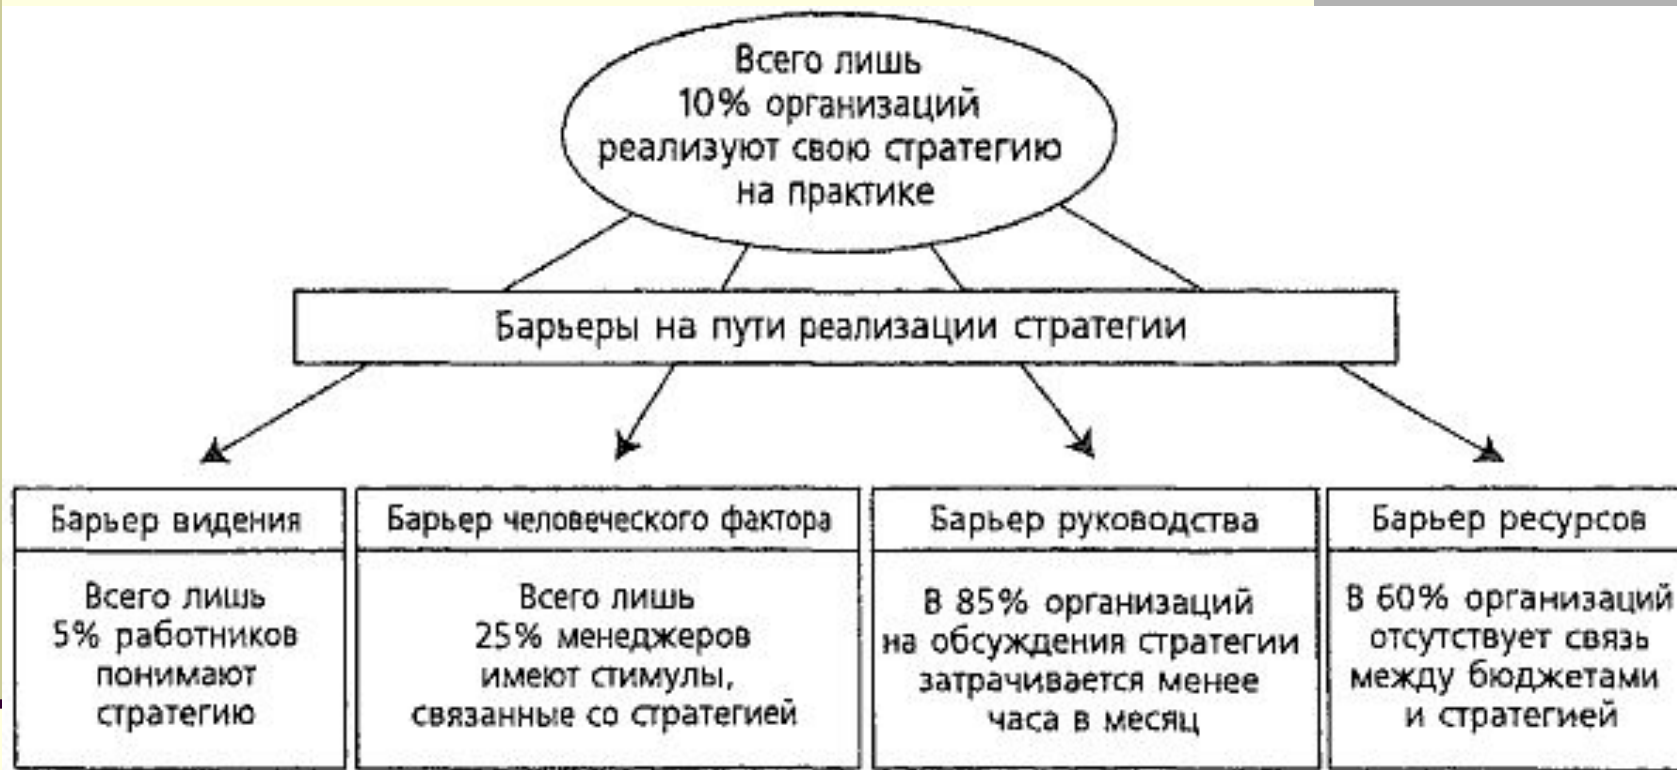 Всего лишь
10% организаций
реализуют свою стратегию
на практике
Барьеры на пути реализации стратегии
Барьер видения
Всего лишь
5% работников
понимают
стратегию
Барьер человеческого фактора
Всего лишь
25% менеджеров
имеют стимулы,
связанные со стратегией
Барьер руководства
В 85% организаций
на обсуждения стратегии
затрачивается менее
часа в месяц
Барьер ресурсов
В 60% организаций
отсутствует связь
между бюджетами
и стратегией